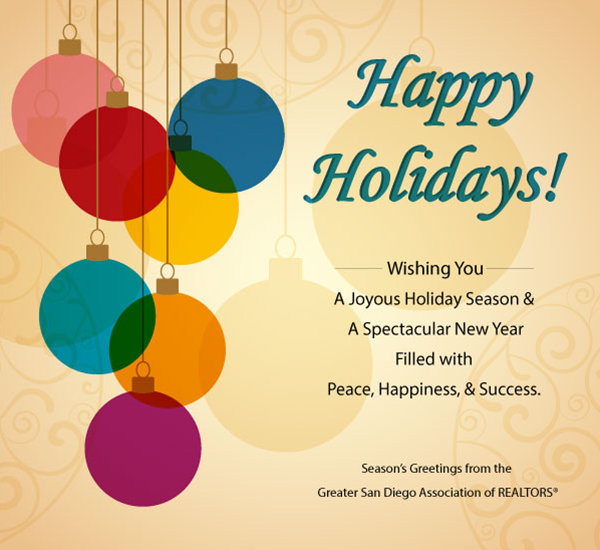 Happy
Holidays!
Wishing You
A Joyous Holiday Season &
A Spectacular New Year
Filled with
Peace, Happiness, & Success.
Season's Greetings from the
Greater San Diego Association of REALTORS®